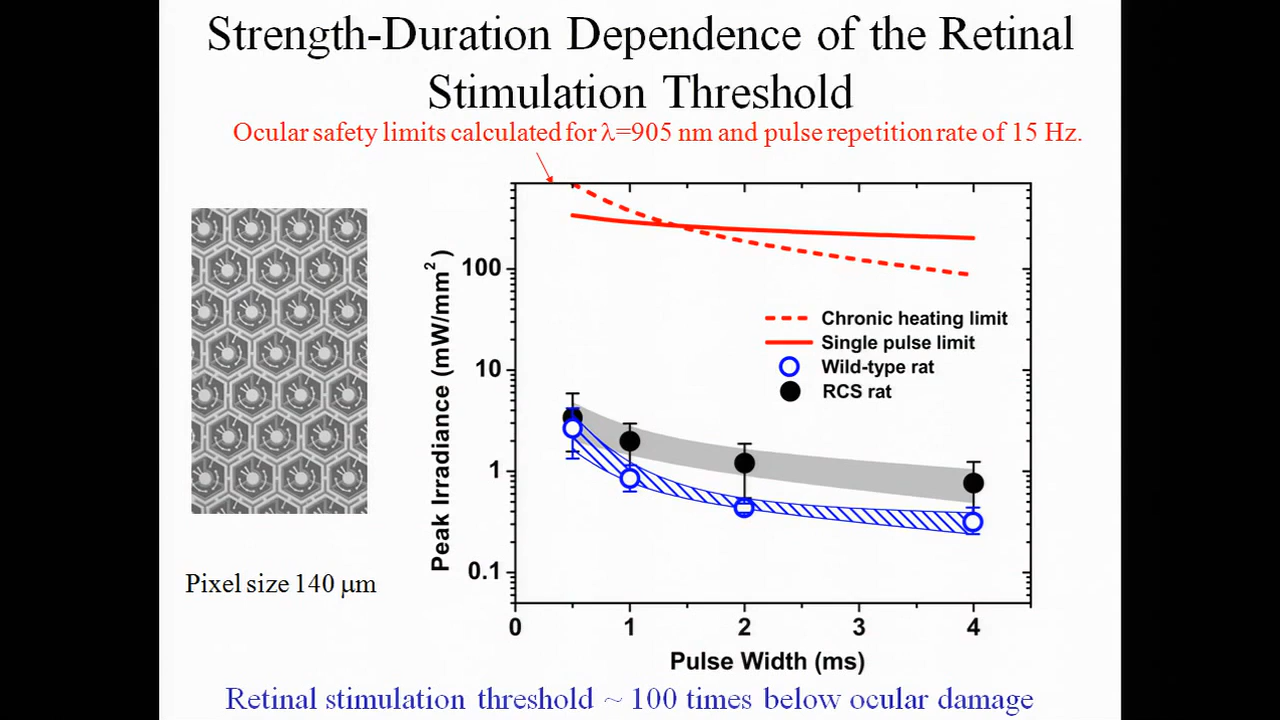 Strength-Duration Dependence of the Retinal
Stimulation Threshold
Ocular safety limits calculated for λ=905 nm and pulse repetition rate of 15 Hz.
Peak Irradiance (mW/mm²)
100
10
1
0.1
Chronic heating limit
Single pulse limit
Wild-type rat
RCS rat
0 1 2 3 4
Pulse Width (ms)
Pixel size 140 μm
Retinal stimulation threshold ~ 100 times below ocular damage